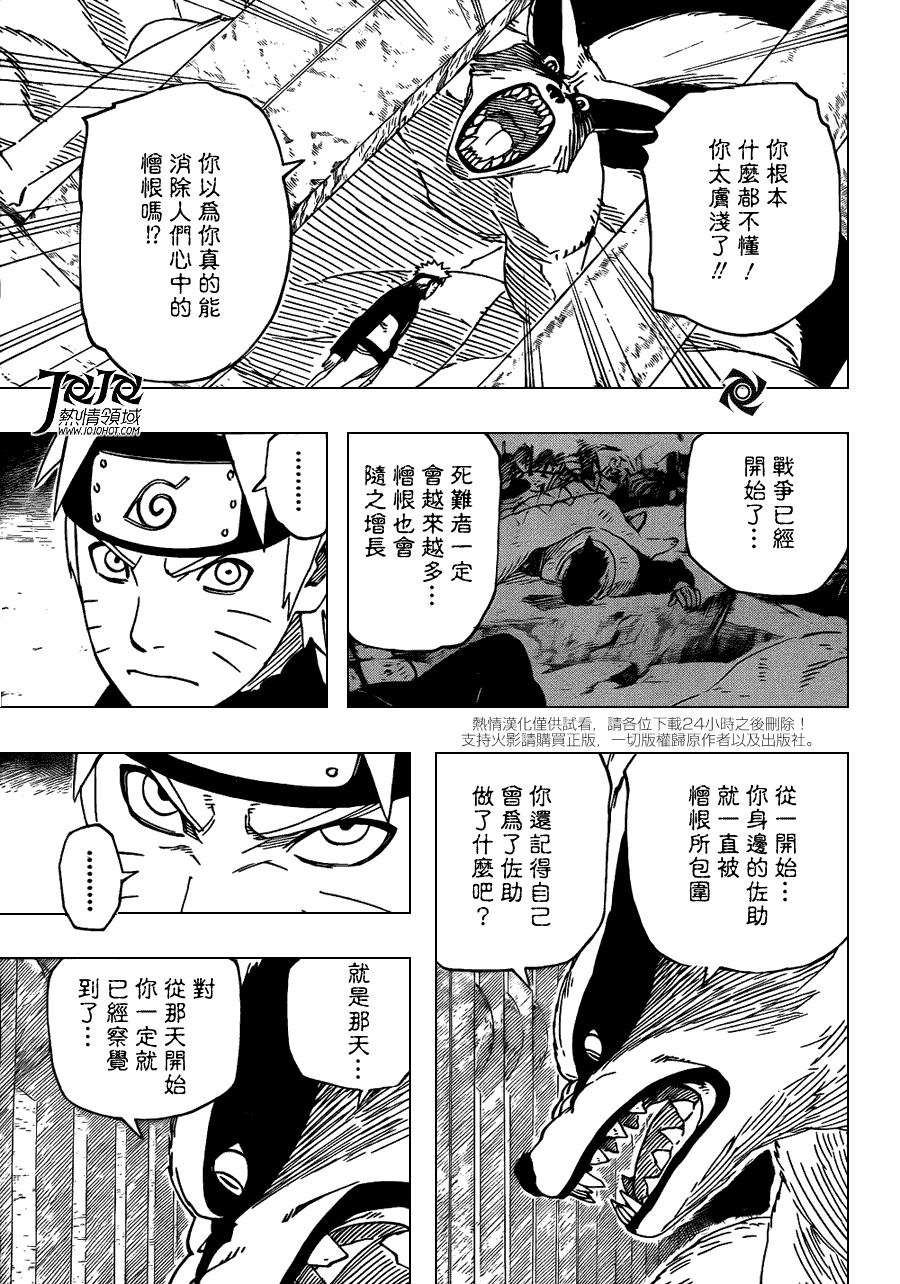 你根本
什麼都不懂！
你太膚淺了!!
你以爲你真的能
消除人們心中的
憎恨嗎!?
JOJO
熱情領域
WWW.JOJOHOT.COM
戰爭已經
開始了…
死難者一定
會越來越多…
憎恨也會
隨之增長
………
熱情漢化僅供試看，請各位下載24小時之後刪除！
支持火影請購買正版，一切版權歸原作者以及出版社。
從一開始…
你身邊的佐助
就一直被
憎恨所包圍
你還記得自己
曾爲了佐助
做了什麼吧？
………
就是那天…
對
從那天開始
你一定就
已經察覺
到了…